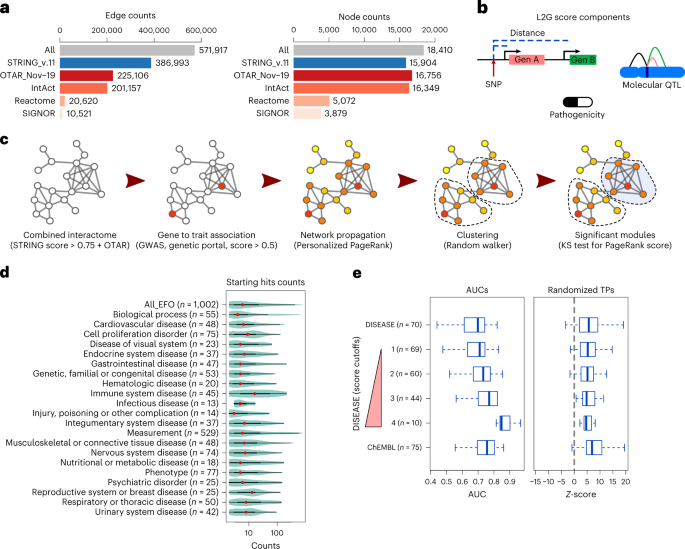 a
Edge counts
0
200,000
400,000
600,000
All
571,917
STRING_v.11
386,993
OTAR_Nov-19
225,106
IntAct
201,157
Reactome
20,620
SIGNOR
10,521
Node counts
0
5,000
10,000
15,000
20,000
All
18,410
STRING_v.11
15,904
OTAR_Nov-19
16,756
IntAct
16,349
Reactome
5,072
SIGNOR
3,879
b
L2G score components
Distance
Gen A
Gen B
SNP
Molecular QTL
Pathogenicity
c
Combined interactome
(STRING score > 0.75 + OTAR)
Gene to trait association
(GWAS, genetic portal, score > 0.5)
Network propagation
(Personalized PageRank)
Clustering
(Random walker)
Significant modules
(KS test for PageRank score)
d
Starting hits counts
All_EFO (n = 1,002)
Biological process (n = 55)
Cardiovascular disease (n = 48)
Cell proliferation disorder (n = 75)
Disease of visual system (n = 23)
Endocrine system disease (n = 37)
Gastrointestinal disease (n = 47)
Genetic, familial or congenital disease (n = 53)
Hematologic disease (n = 20)
Immune system disease (n = 45)
Infectious disease (n = 13)
Injury, poisoning or other complication (n = 14)
Integumentary system disease (n = 37)
Measurement (n = 529)
Musculoskeletal or connective tissue disease (n = 48)
Nervous system disease (n = 74)
Nutritional or metabolic disease (n = 18)
Phenotype (n = 77)
Psychiatric disorder (n = 25)
Reproductive system or breast disease (n = 25)
Respiratory or thoracic disease (n = 50)
Urinary system disease (n = 42)
10
100
Counts
e
AUCs
Randomized TPs
DISEASE (score cutoffs)
DISEASE (n = 70)
1 (n = 69)
2 (n = 60)
3 (n = 44)
4 (n = 10)
ChEMBL (n = 75)
0.4
0.5
0.6
0.7
0.8
0.9
AUC
−15
−10
−5
0
5
10
15
20
Z-score